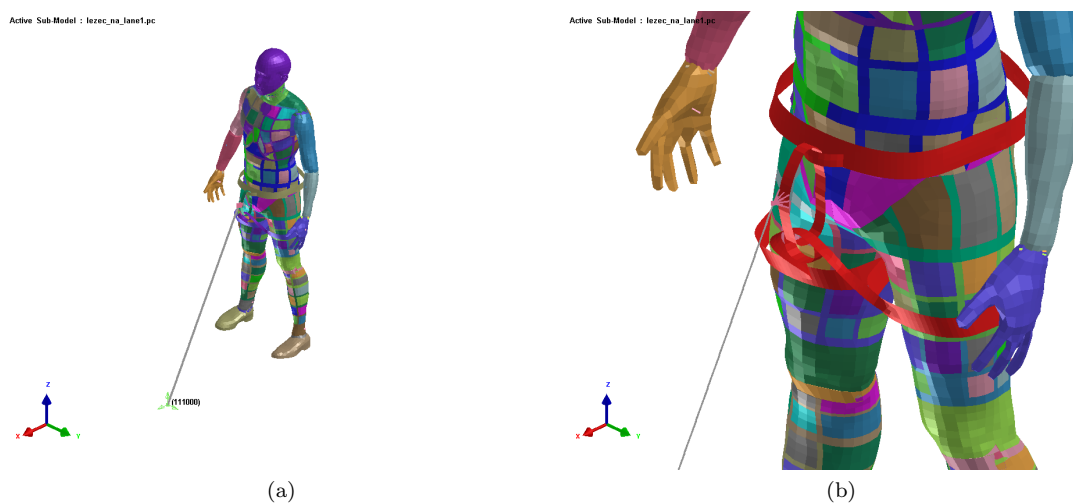 Active Sub-Model : lezec_na_lane1.pc
(111000)
Z
X
Y
(a)
Active Sub-Model : lezec_na_lane1.pc
Z
X
Y
(b)